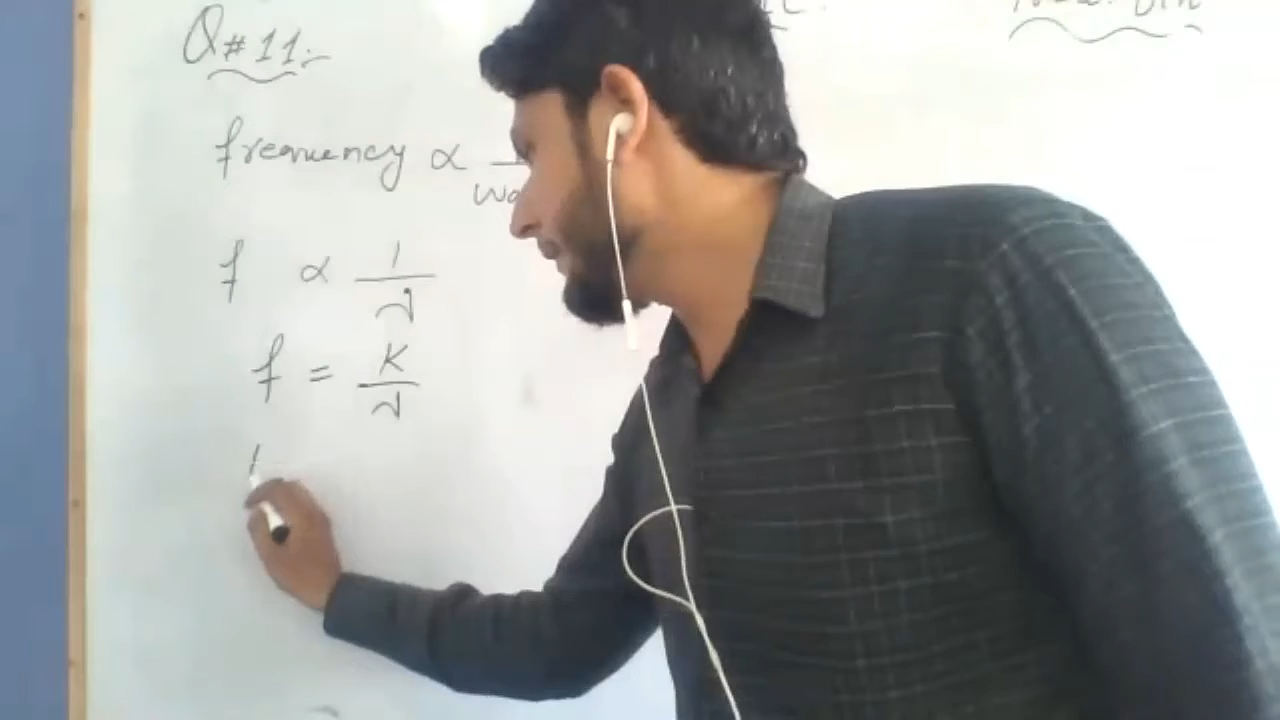 Q#11:-
frequency ∝
f ∝ 1/λ
f = K/λ